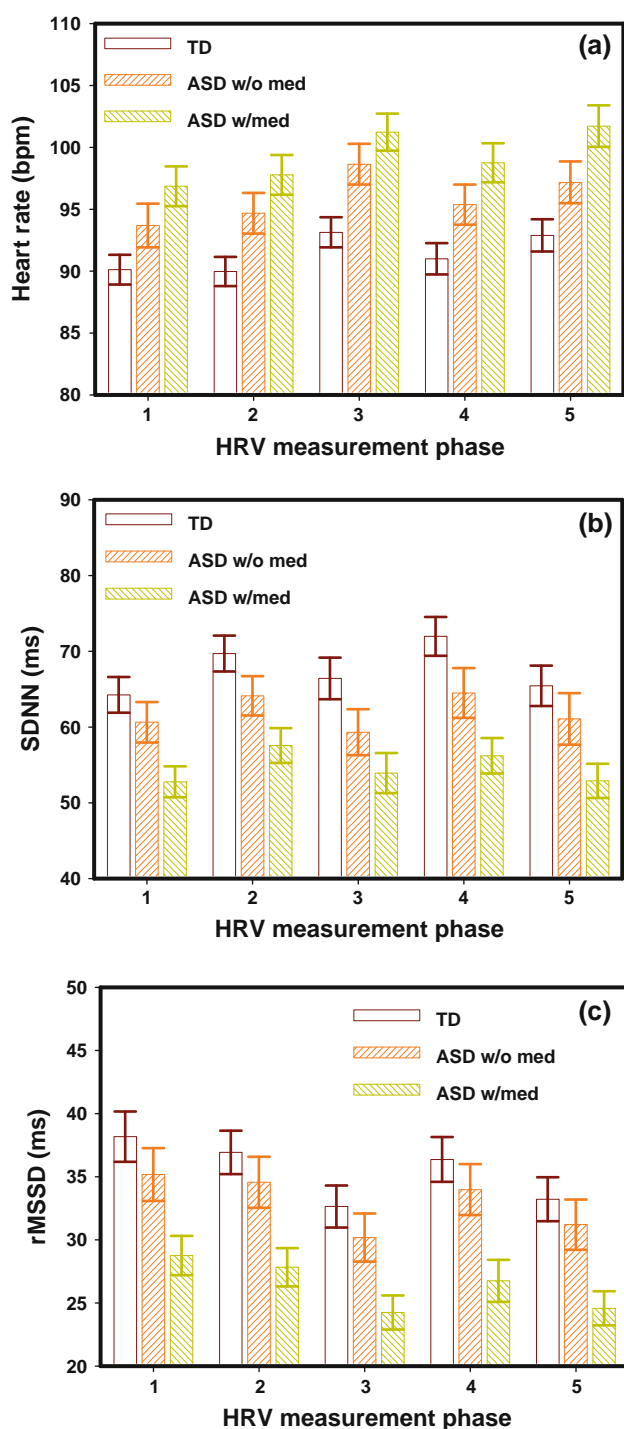 110
(a)
TD
105
ASD w/o med
ASD w/med
100
95
90
85
80
Heart rate (bpm)
1 2 3 4 5
HRV measurement phase
90
(b)
TD
80
ASD w/o med
ASD w/med
70
60
50
40
SDNN (ms)
1 2 3 4 5
HRV measurement phase
50
(c)
TD
45
ASD w/o med
ASD w/med
40
35
30
25
20
rMSSD (ms)
1 2 3 4 5
HRV measurement phase